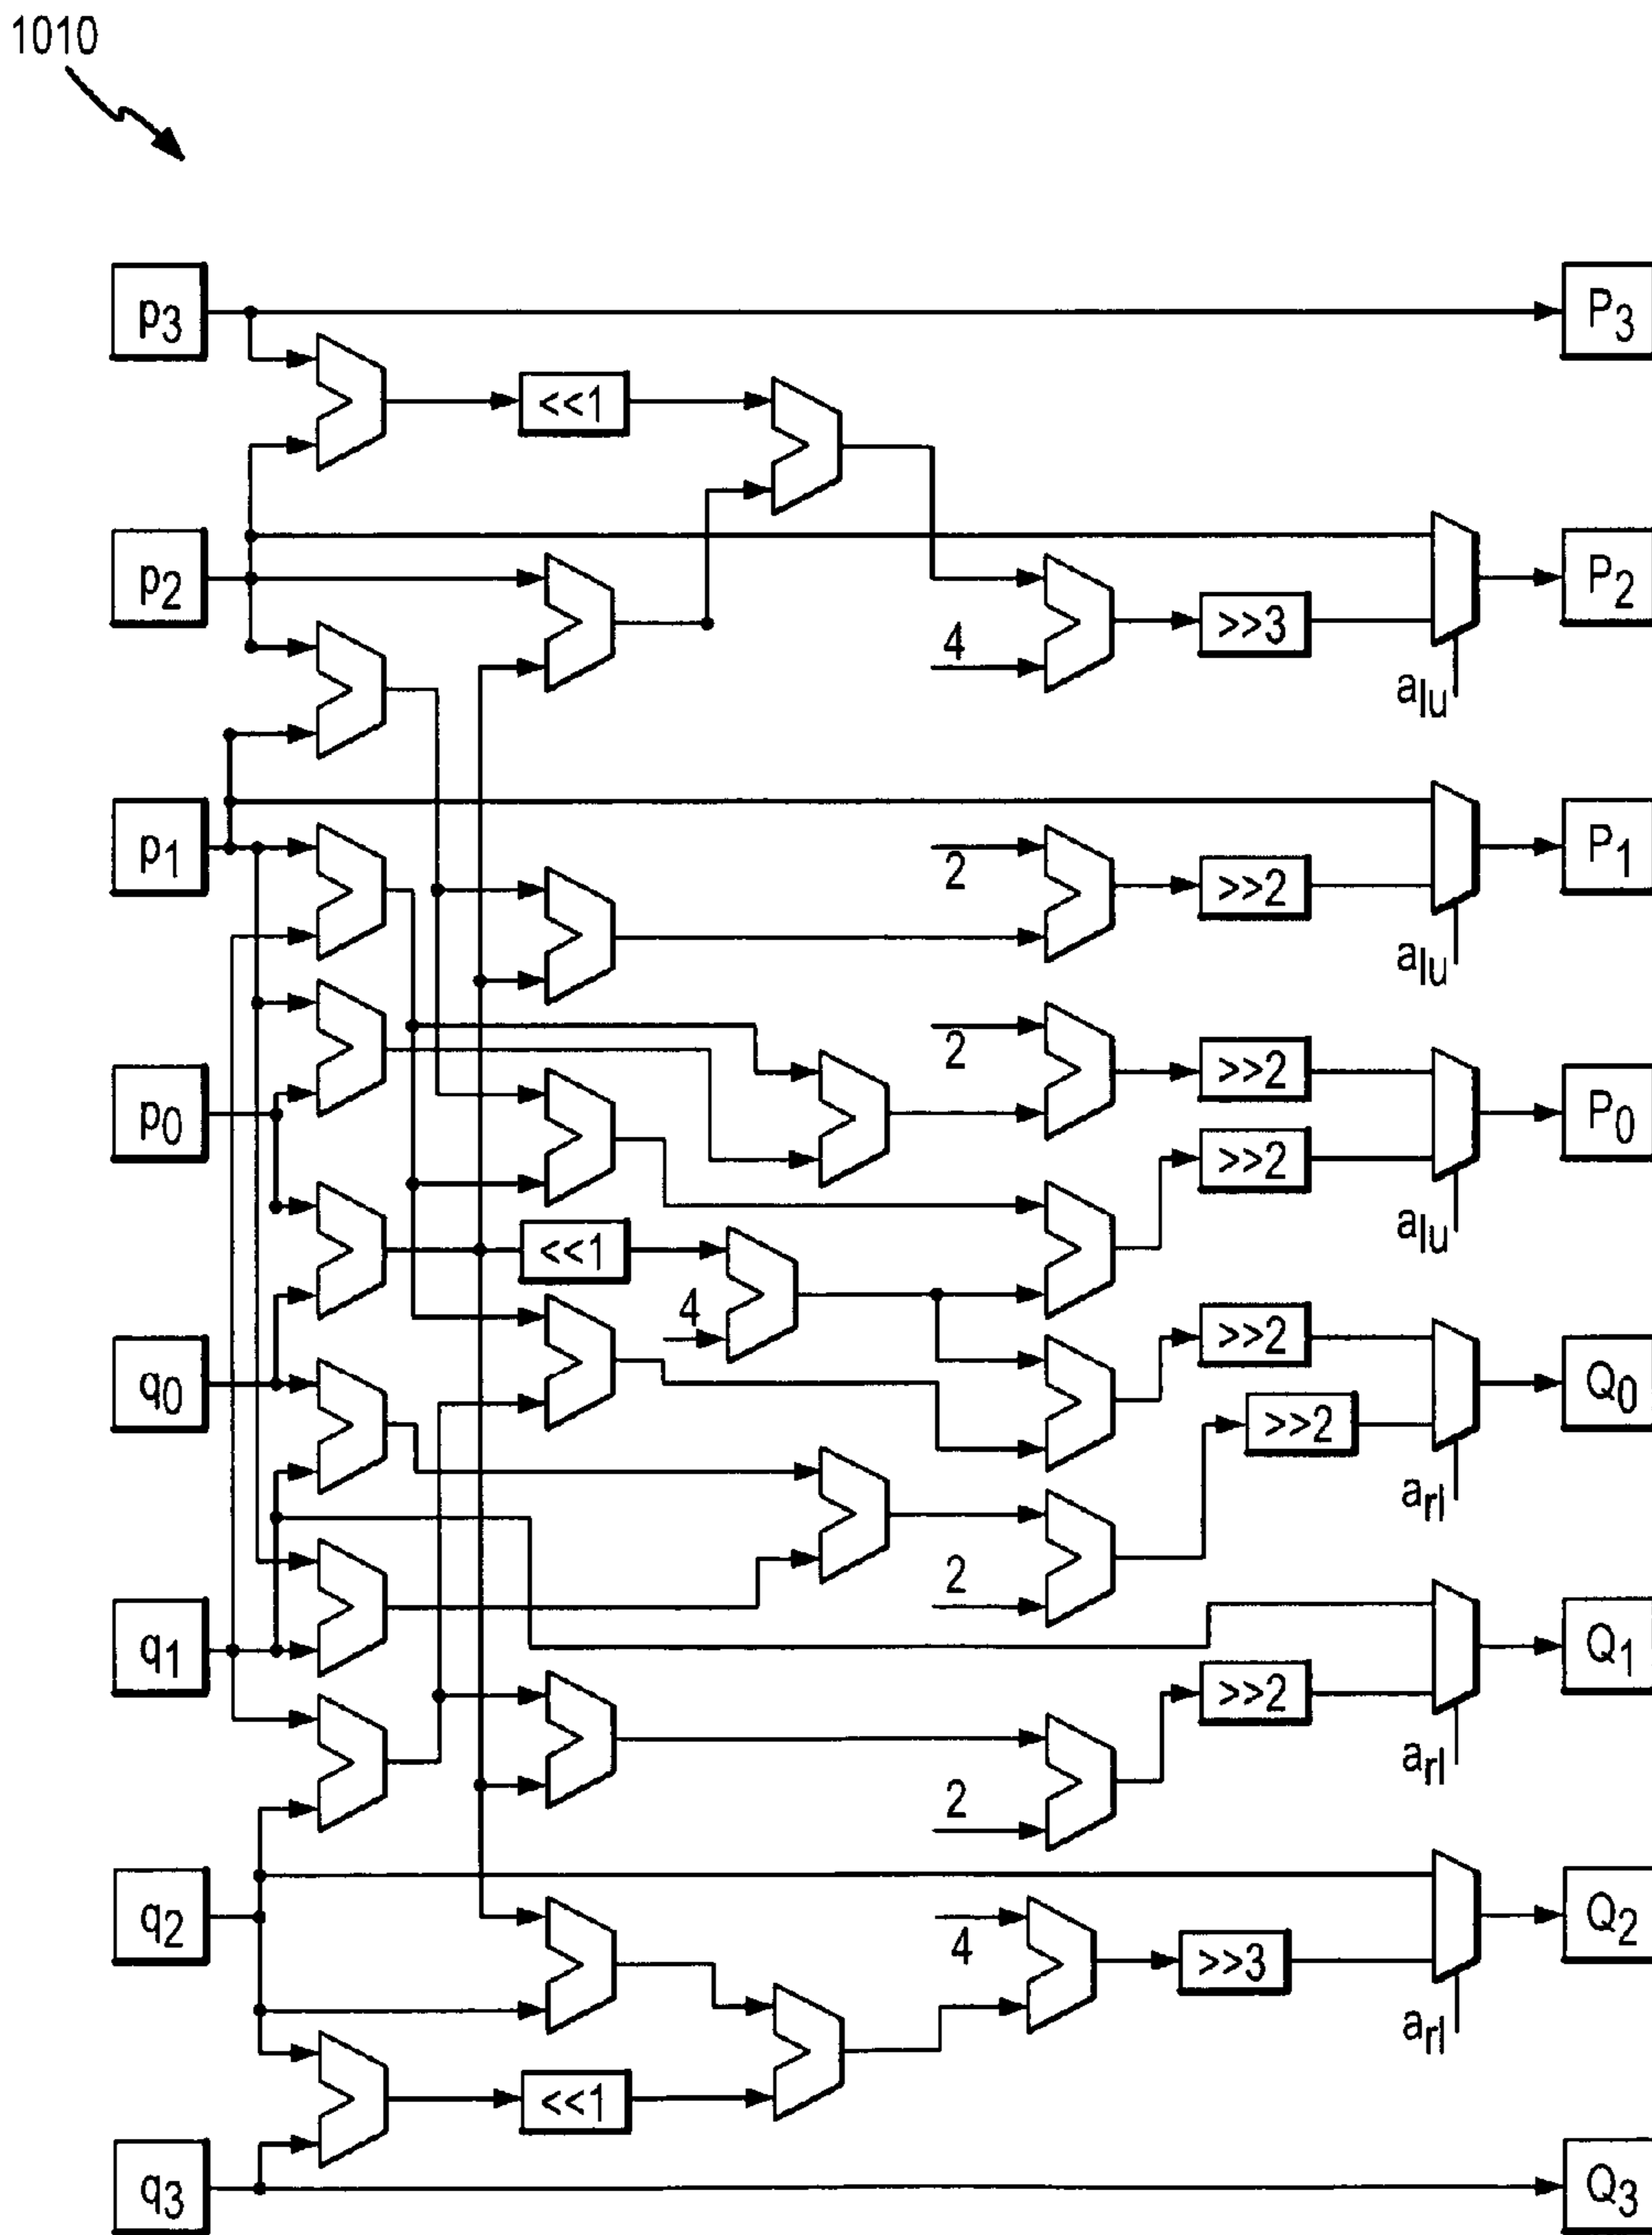 1010
p3 P3
<<1
p2 P2
4 >>3
alu
p1 P1
2 >>2
alu
2 >>2
p0 P0
>>2
<<1 alu
4
>>2
q0 Q0
>>2
arl
2
q1 Q1
>>2
arl
2
q2 Q2
4 >>3
arl
<<1
q3 Q3